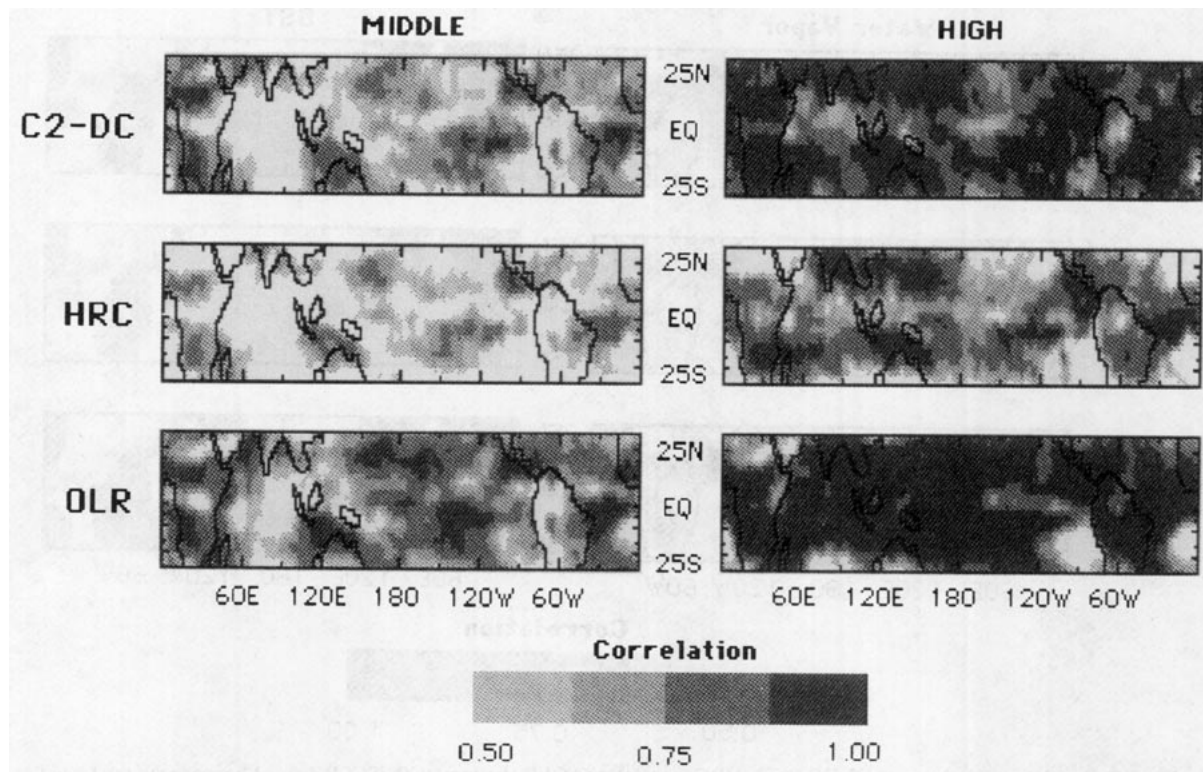 MIDDLE HIGH
C2-DC 25N EQ 25S
HRC 25N EQ 25S
OLR 25N EQ 25S
60E 120E 180 120W 60W 60E 120E 180 120W 60W
Correlation
0.50 0.75 1.00